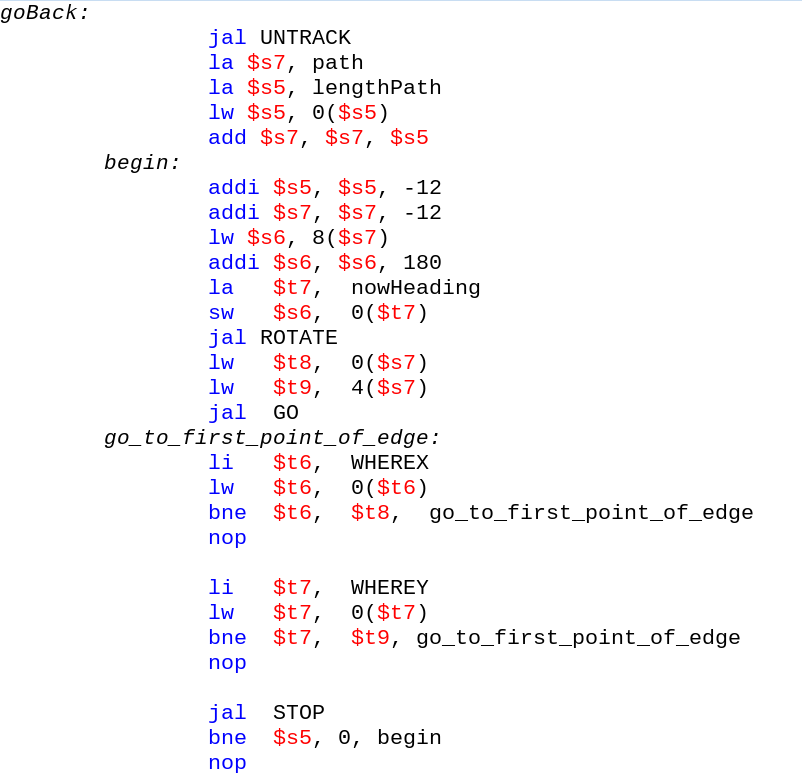 goBack:
jal UNTRACK
la $s7, path
la $s5, lengthPath
lw $s5, 0($s5)
add $s7, $s7, $s5
begin:
addi $s5, $s5, -12
addi $s7, $s7, -12
lw $s6, 8($s7)
addi $s6, $s6, 180
la $t7, nowHeading
sw $s6, 0($t7)
jal ROTATE
lw $t8, 0($s7)
lw $t9, 4($s7)
jal GO
go_to_first_point_of_edge:
li $t6, WHEREX
lw $t6, 0($t6)
bne $t6, $t8, go_to_first_point_of_edge
nop
li $t7, WHEREY
lw $t7, 0($t7)
bne $t7, $t9, go_to_first_point_of_edge
nop
jal STOP
bne $s5, 0, begin
nop